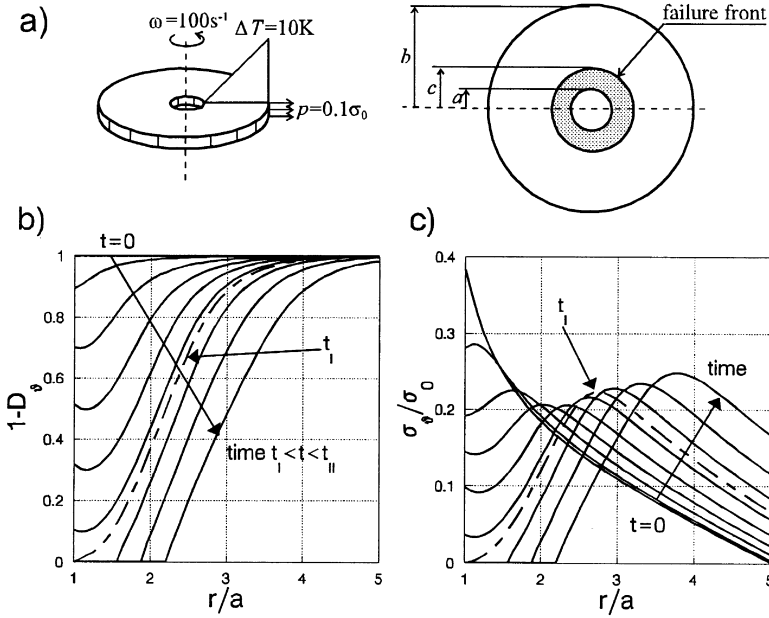 a)
ω=100s⁻¹
ΔT=10K
p=0.1σ₀
failure front
b
c
a
b)
t=0
1
0.8
0.6
0.4
0.2
0
1-D_ϑ
t_I
time t_I<t<t_II
1 2 3 4 5
r/a
c)
0.4
0.3
0.2
0.1
0
σ_ϑ/σ₀
t_I
time
t=0
1 2 3 4 5
r/a